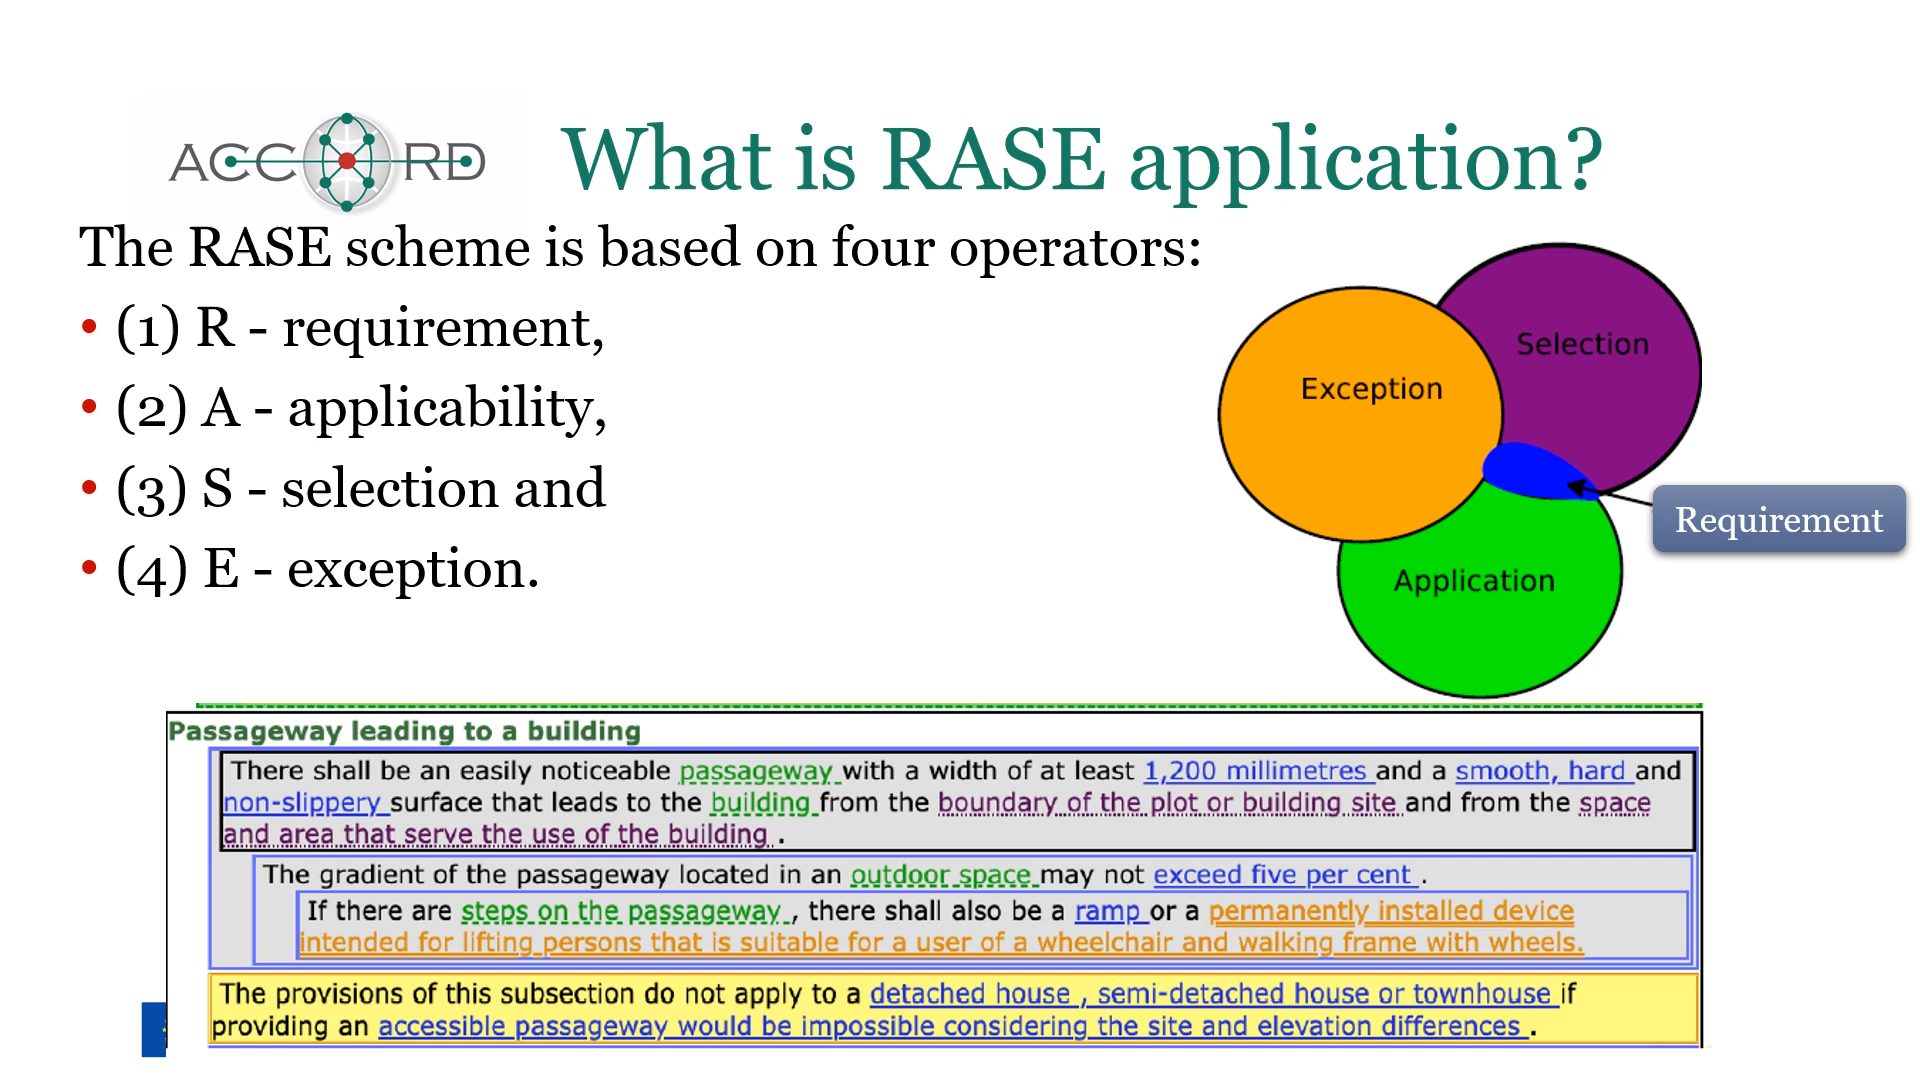 ACCORD
What is RASE application?
The RASE scheme is based on four operators:
• (1) R - requirement,
• (2) A - applicability,
• (3) S - selection and
• (4) E - exception.
Selection
Exception
Requirement
Application
Passageway leading to a building
There shall be an easily noticeable passageway with a width of at least 1,200 millimetres and a smooth, hard and
non-slippery surface that leads to the building from the boundary of the plot or building site and from the space
and area that serve the use of the building .
The gradient of the passageway located in an outdoor space may not exceed five per cent .
If there are steps on the passageway , there shall also be a ramp or a permanently installed device
intended for lifting persons that is suitable for a user of a wheelchair and walking frame with wheels.
The provisions of this subsection do not apply to a detached house , semi-detached house or townhouse if
providing an accessible passageway would be impossible considering the site and elevation differences .